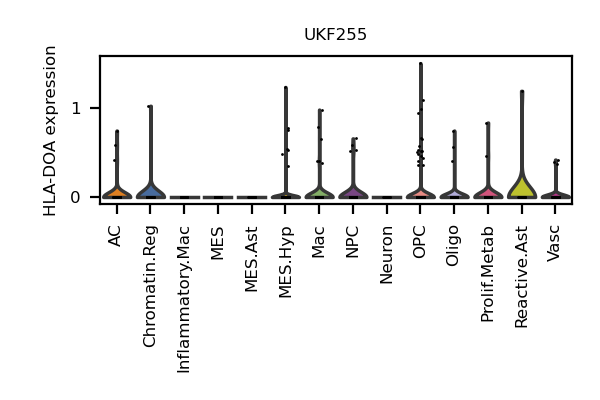 UKF255
HLA-DOA expression
1
0
AC
Chromatin.Reg
Inflammatory.Mac
MES
MES.Ast
MES.Hyp
Mac
NPC
Neuron
OPC
Oligo
Prolif.Metab
Reactive.Ast
Vasc